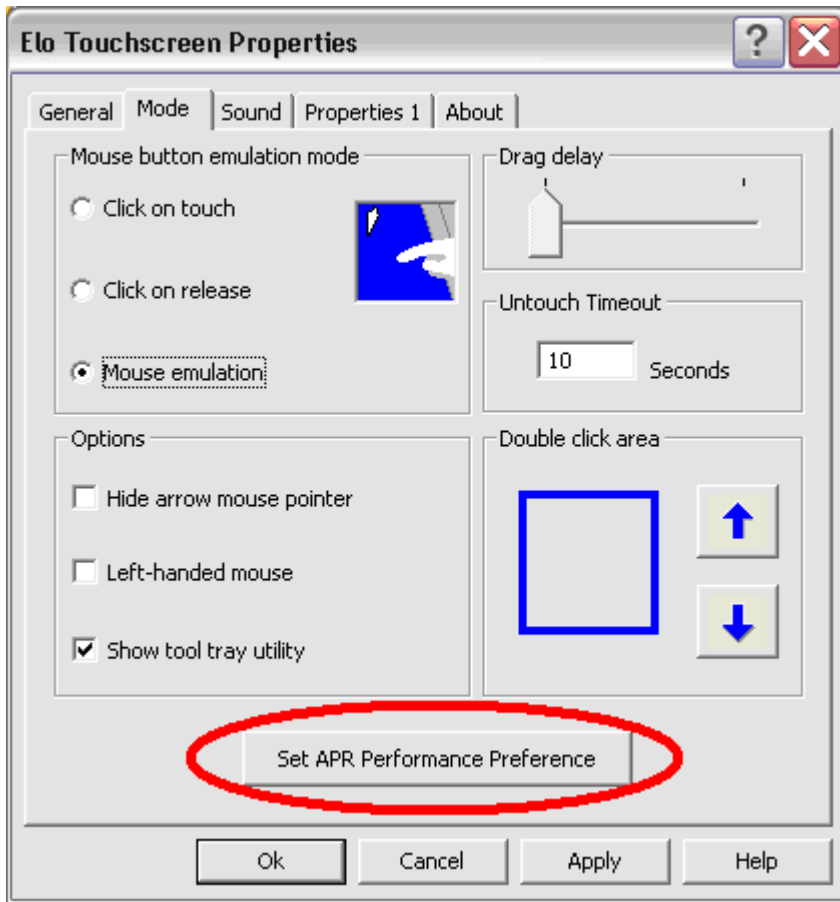 Elo Touchscreen Properties
General Mode Sound Properties 1 About
Mouse button emulation mode
Click on touch
Click on release
Mouse emulation
Drag delay
Untouch Timeout
10 Seconds
Options
Hide arrow mouse pointer
Left-handed mouse
Show tool tray utility
Double click area
Set APR Performance Preference
Ok Cancel Apply Help